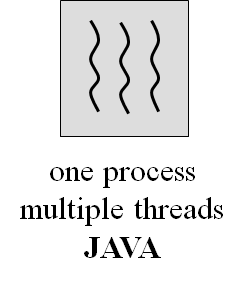 one process
multiple threads
JAVA